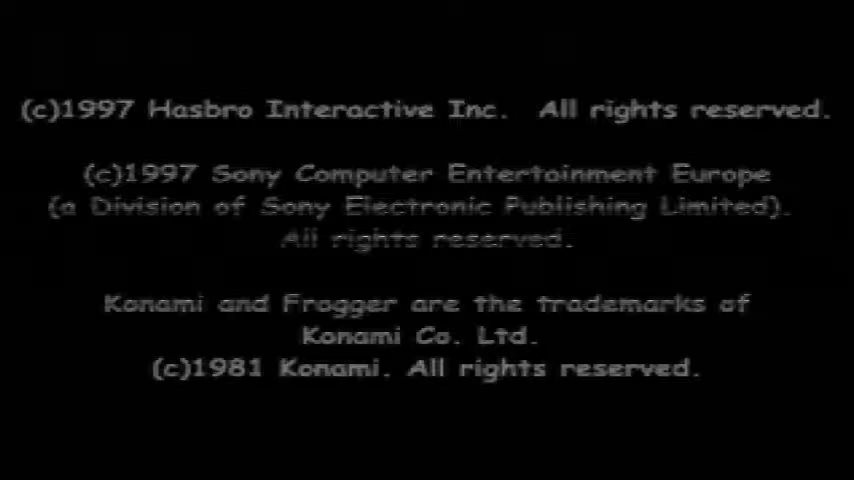 (c)1997 Hasbro Interactive Inc. All rights reserved.
(c)1997 Sony Computer Entertainment Europe
(a Division of Sony Electronic Publishing Limited).
All rights reserved.
Konami and Frogger are the trademarks of
Konami Co. Ltd.
(c)1981 Konami. All rights reserved.